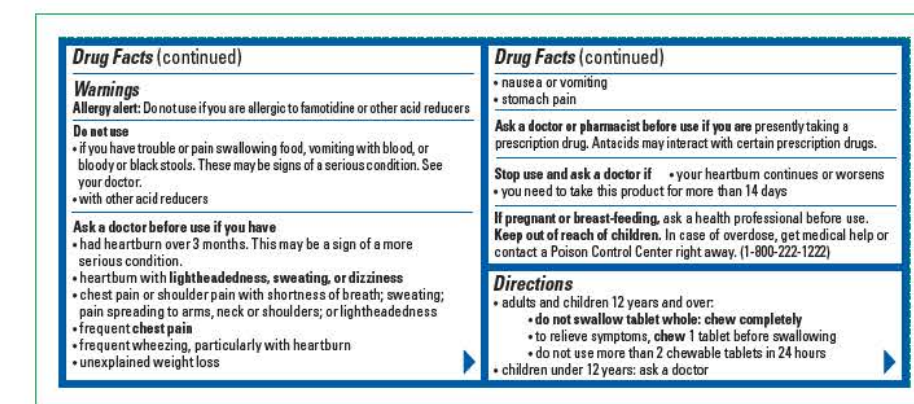 Drug Facts (continued)
Warnings
Allergy alert: Do not use if you are allergic to famotidine or other acid reducers
Do not use
• if you have trouble or pain swallowing food, vomiting with blood, or
bloody or black stools. These may be signs of a serious condition. See
your doctor.
• with other acid reducers
Ask a doctor before use if you have
• had heartburn over 3 months. This may be a sign of a more
serious condition.
• heartburn with lightheadedness, sweating, or dizziness
• chest pain or shoulder pain with shortness of breath; sweating;
pain spreading to arms, neck or shoulders; or lightheadedness
• frequent chest pain
• frequent wheezing, particularly with heartburn
• unexplained weight loss
Drug Facts (continued)
• nausea or vomiting
• stomach pain
Ask a doctor or pharmacist before use if you are presently taking a
prescription drug. Antacids may interact with certain prescription drugs.
Stop use and ask a doctor if • your heartburn continues or worsens
• you need to take this product for more than 14 days
If pregnant or breast-feeding, ask a health professional before use.
Keep out of reach of children. In case of overdose, get medical help or
contact a Poison Control Center right away. (1-800-222-1222)
Directions
• adults and children 12 years and over:
• do not swallow tablet whole: chew completely
• to relieve symptoms, chew 1 tablet before swallowing
• do not use more than 2 chewable tablets in 24 hours
• children under 12 years: ask a doctor